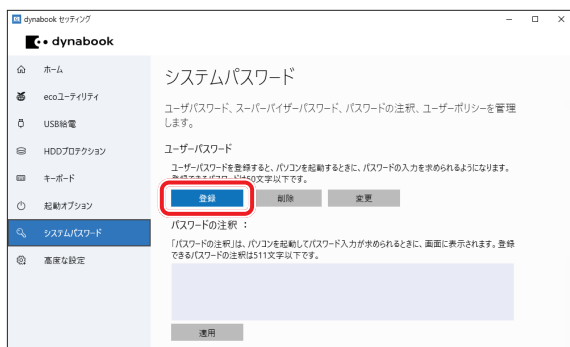 dynabook セッティング
dynabook
ホーム
ecoユーティリティ
USB給電
HDDプロテクション
キーボード
起動オプション
システムパスワード
高度な設定
システムパスワード
ユーザパスワード、スーパーバイザーパスワード、パスワードの注釈、ユーザーポリシーを管理
します。
ユーザーパスワード
ユーザーパスワードを登録すると、パソコンを起動するときに、パスワードの入力を求められるようになります。
登録できるパスワードは50文字以下です。
登録
削除
変更
パスワードの注釈 :
「パスワードの注釈」は、パソコンを起動してパスワード入力が求められるときに、画面に表示されます。登録
できるパスワードの注釈は511文字以下です。
適用